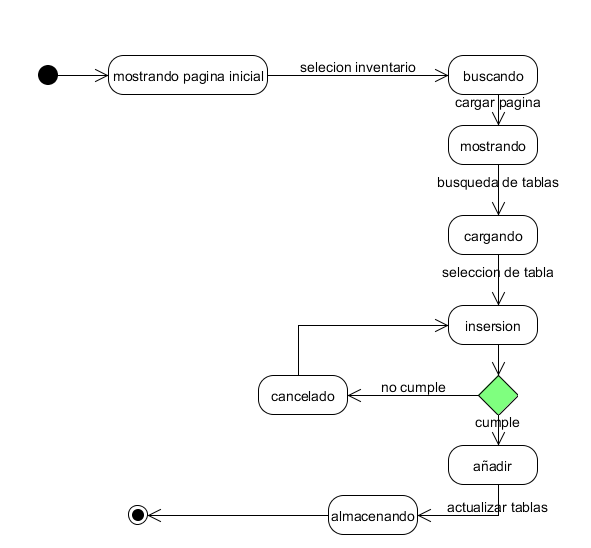 mostrando pagina inicial
selecion inventario
buscando
cargar pagina
mostrando
busqueda de tablas
cargando
seleccion de tabla
insersion
no cumple
cancelado
cumple
añadir
actualizar tablas
almacenando